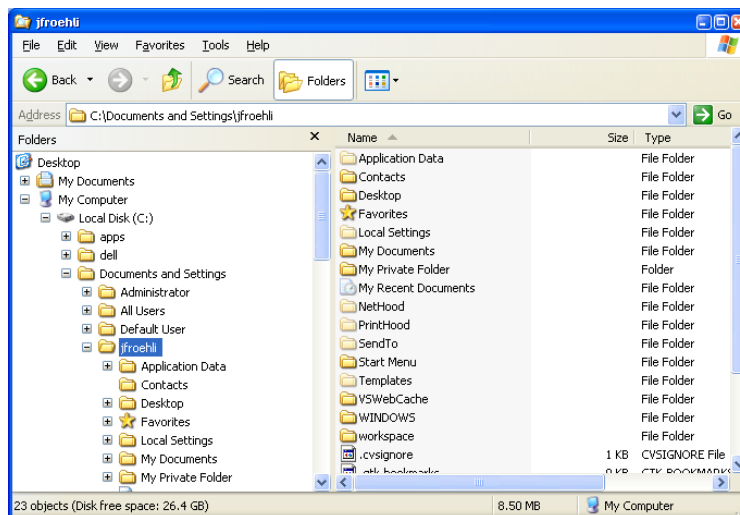 jfroehli
File Edit View Favorites Tools Help
Back Search Folders
Address C:\Documents and Settings\jfroehli Go
Folders X Name Size Type
Desktop
My Documents
My Computer
Local Disk (C:)
apps
dell
Documents and Settings
Administrator
All Users
Default User
jfroehli
Application Data
Contacts
Desktop
Favorites
Local Settings
My Documents
My Private Folder
Application Data File Folder
Contacts File Folder
Desktop File Folder
Favorites File Folder
Local Settings File Folder
My Documents File Folder
My Private Folder Folder
My Recent Documents File Folder
NetHood File Folder
PrintHood File Folder
SendTo File Folder
Start Menu File Folder
Templates File Folder
VSWebCache File Folder
WINDOWS File Folder
workspace File Folder
.cvsignore 1 KB CVSIGNORE File
.gtk-bookmarks 0 KB GTK-BOOKMARKS
23 objects (Disk free space: 26.4 GB) 8.50 MB My Computer